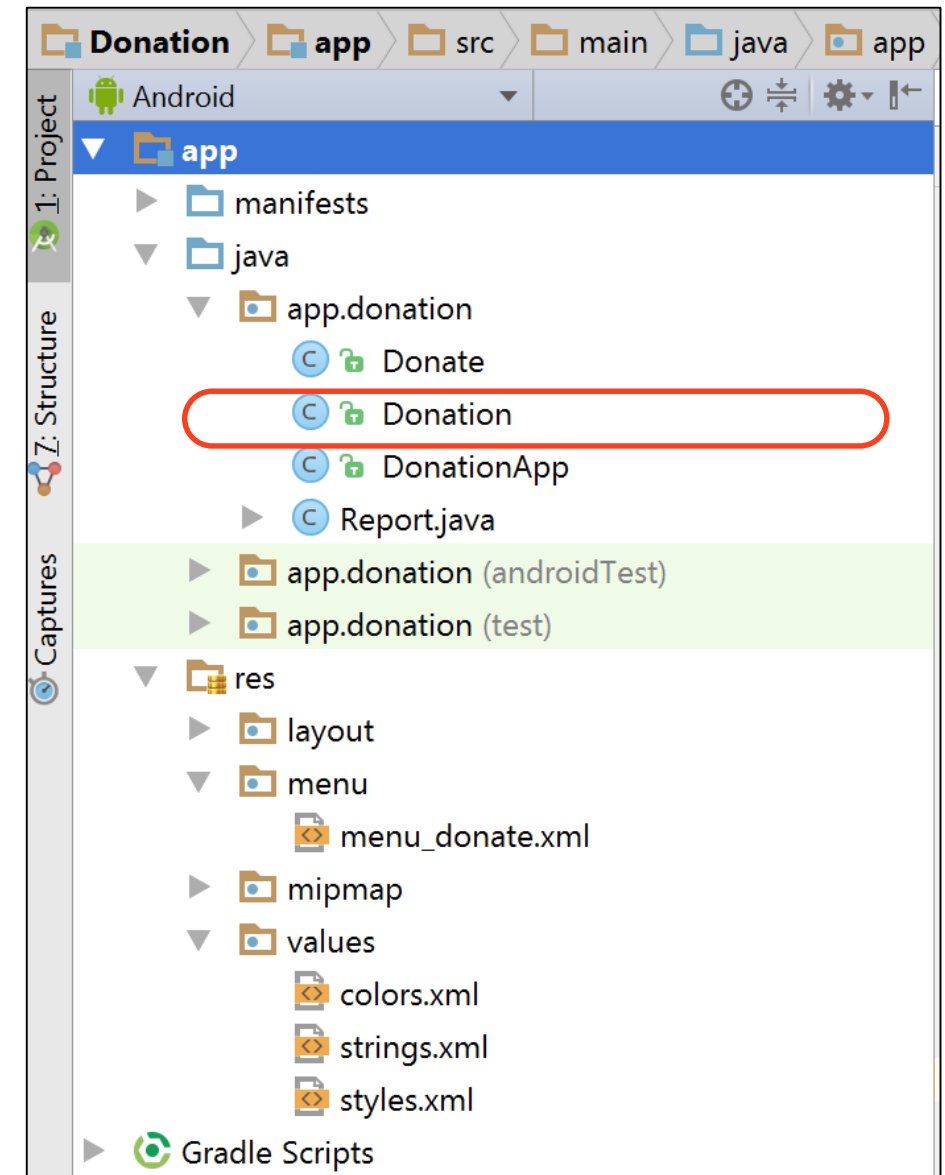 Donation app src main java app
Android
1: Project
app
manifests
java
app.donation
Donate
7: Structure
Donation
DonationApp
Report.java
Captures
app.donation (androidTest)
app.donation (test)
res
layout
menu
menu_donate.xml
mipmap
values
colors.xml
strings.xml
styles.xml
Gradle Scripts